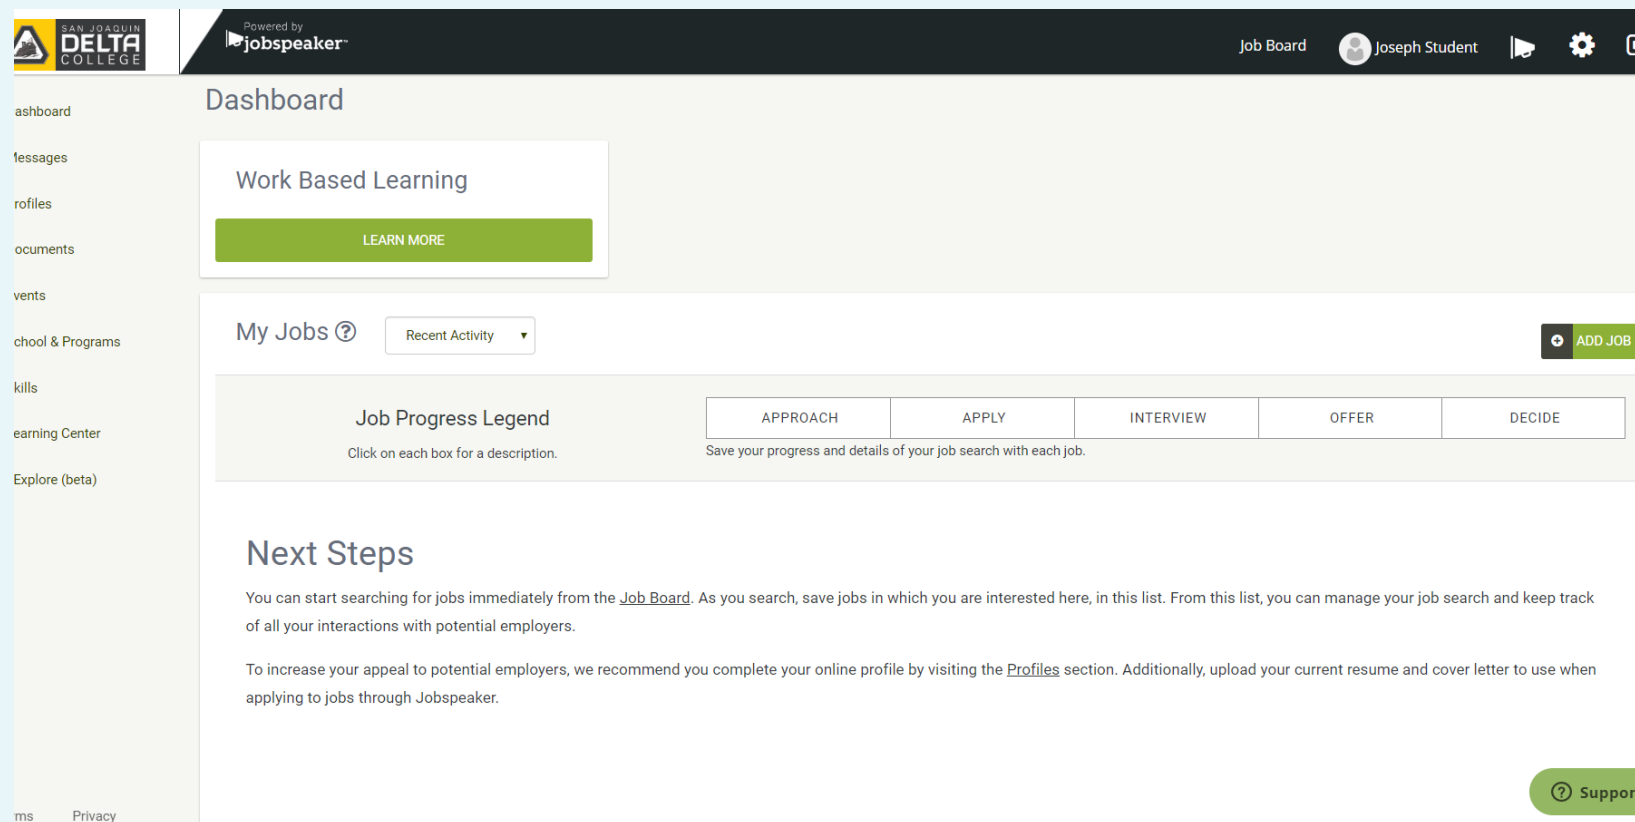 SAN JOAQUIN
DELTA
COLLEGE
Powered by
jobspeaker™
Job Board
Joseph Student
ashboard
Messages
rofiles
ocuments
vents
chool & Programs
kills
earning Center
Explore (beta)
Dashboard
Work Based Learning
LEARN MORE
My Jobs
Recent Activity
ADD JOB
Job Progress Legend
Click on each box for a description.
APPROACH APPLY INTERVIEW OFFER DECIDE
Save your progress and details of your job search with each job.
Next Steps
You can start searching for jobs immediately from the Job Board. As you search, save jobs in which you are interested here, in this list. From this list, you can manage your job search and keep track
of all your interactions with potential employers.
To increase your appeal to potential employers, we recommend you complete your online profile by visiting the Profiles section. Additionally, upload your current resume and cover letter to use when
applying to jobs through Jobspeaker.
Suppor
ms Privacy